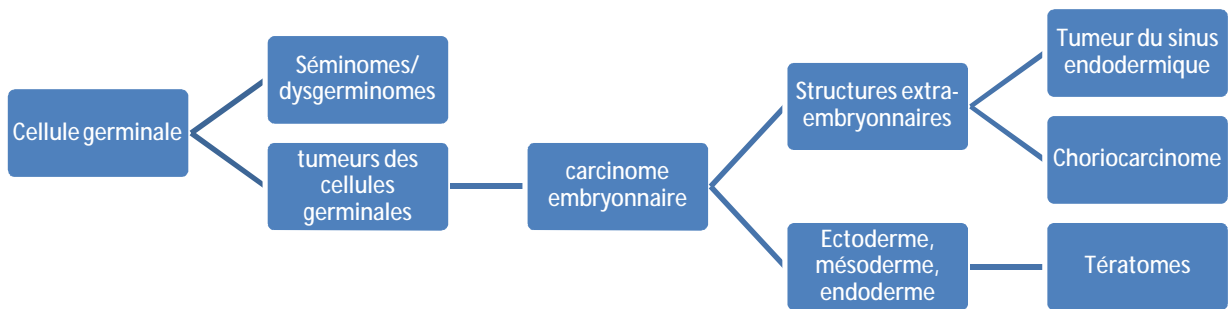 Cellule germinale
Séminomes/
dysgerminomes
tumeurs des
cellules
germinales
carcinome
embryonnaire
Structures extra-
embryonnaires
Ectoderme,
mésoderme,
endoderme
Tumeur du sinus
endodermique
Choriocarcinome
Tératomes